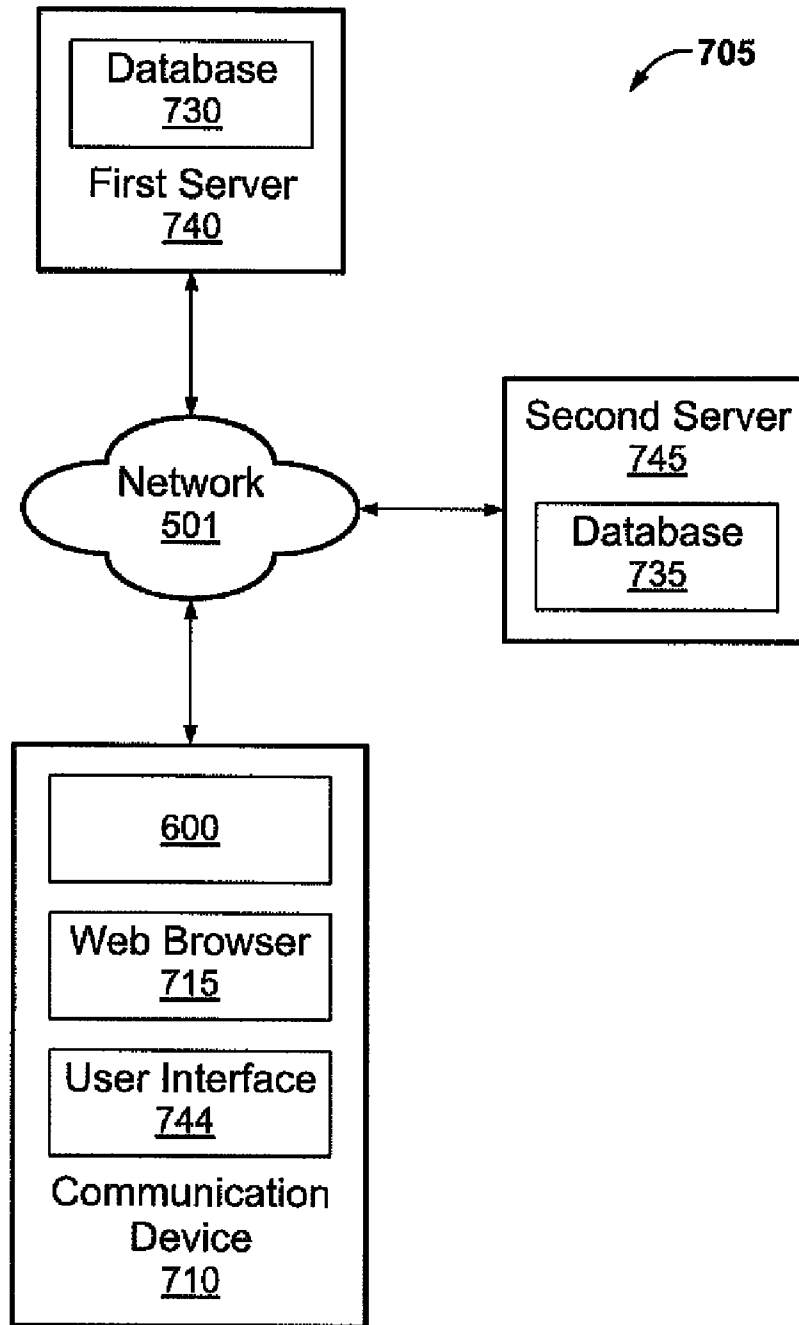 705
Database
730
First Server
740
Network
501
Second Server
745
Database
735
600
Web Browser
715
User Interface
744
Communication
Device
710